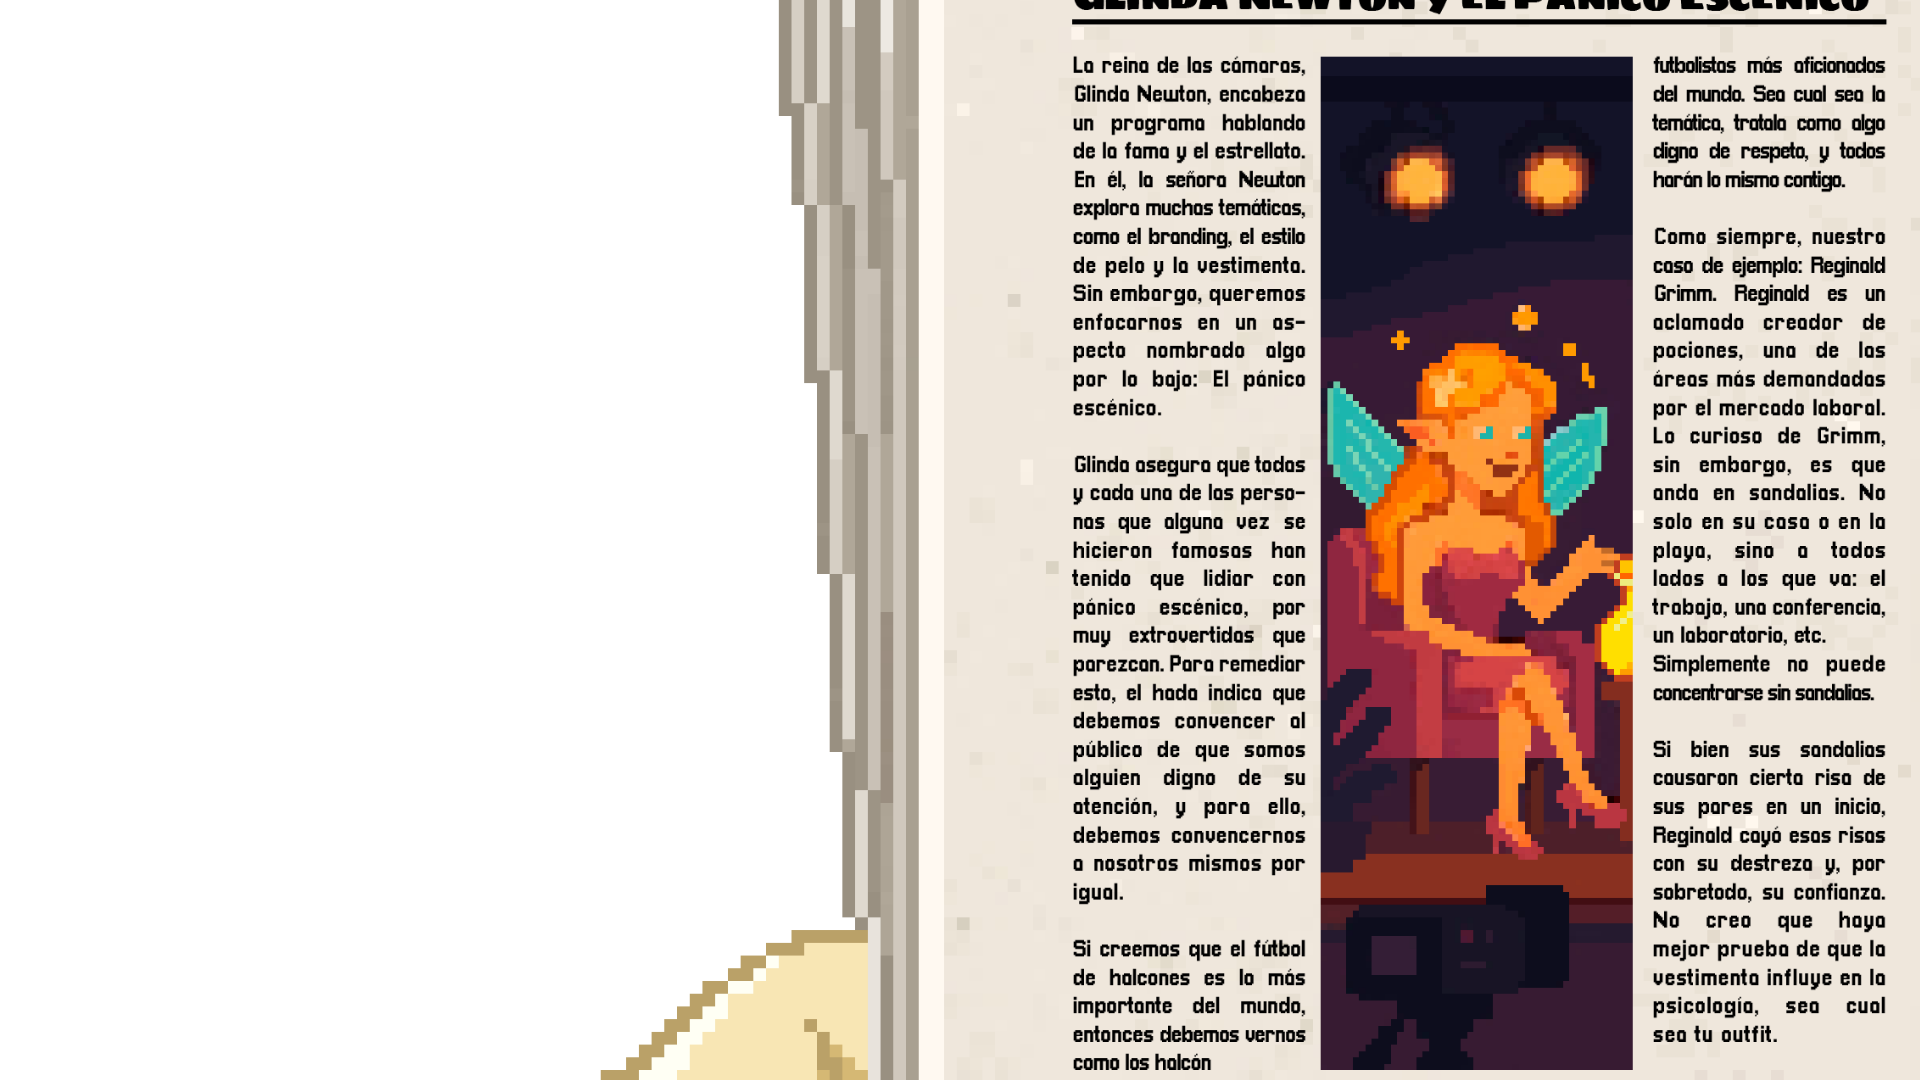 GLINDA NEWTON y EL PÁNICO ESCÉNICO
La reina de las cámaras,
Glinda Newton, encabeza
un programa hablando
de la fama y el estrellato.
En él, la señora Newton
explora muchas temáticas,
como el branding, el estilo
de pelo y la vestimenta.
Sin embargo, queremos
enfocarnos en un as-
pecto nombrado algo
por lo bajo: El pánico
escénico.
Glinda asegura que todas
y cada una de las perso-
nas que alguna vez se
hicieron famosas han
tenido que lidiar con
pánico escénico, por
muy extrovertidas que
parezcan. Para remediar
esto, el hada indica que
debemos convencer al
público de que somos
alguien digno de su
atención, y para ello,
debemos convencernos
a nosotros mismos por
igual.
Si creemos que el fútbol
de halcones es lo más
importante del mundo,
entonces debemos vernos
como los halcón
futbolistas más aficionados
del mundo. Sea cual sea la
temática, tratala como algo
digno de respeto, y todos
harán lo mismo contigo.
Como siempre, nuestro
caso de ejemplo: Reginald
Grimm. Reginald es un
aclamado creador de
pociones, una de las
áreas más demandadas
por el mercado laboral.
Lo curioso de Grimm,
sin embargo, es que
anda en sandalias. No
solo en su casa o en la
playa, sino a todos
lados a los que va: el
trabajo, una conferencia,
un laboratorio, etc.
Simplemente no puede
concentrarse sin sandalias.
Si bien sus sandalias
causaron cierta risa de
sus pares en un inicio,
Reginald cayó esas risas
con su destreza y, por
sobretodo, su confianza.
No creo que haya
mejor prueba de que la
vestimenta influye en la
psicología, sea cual
sea tu outfit.